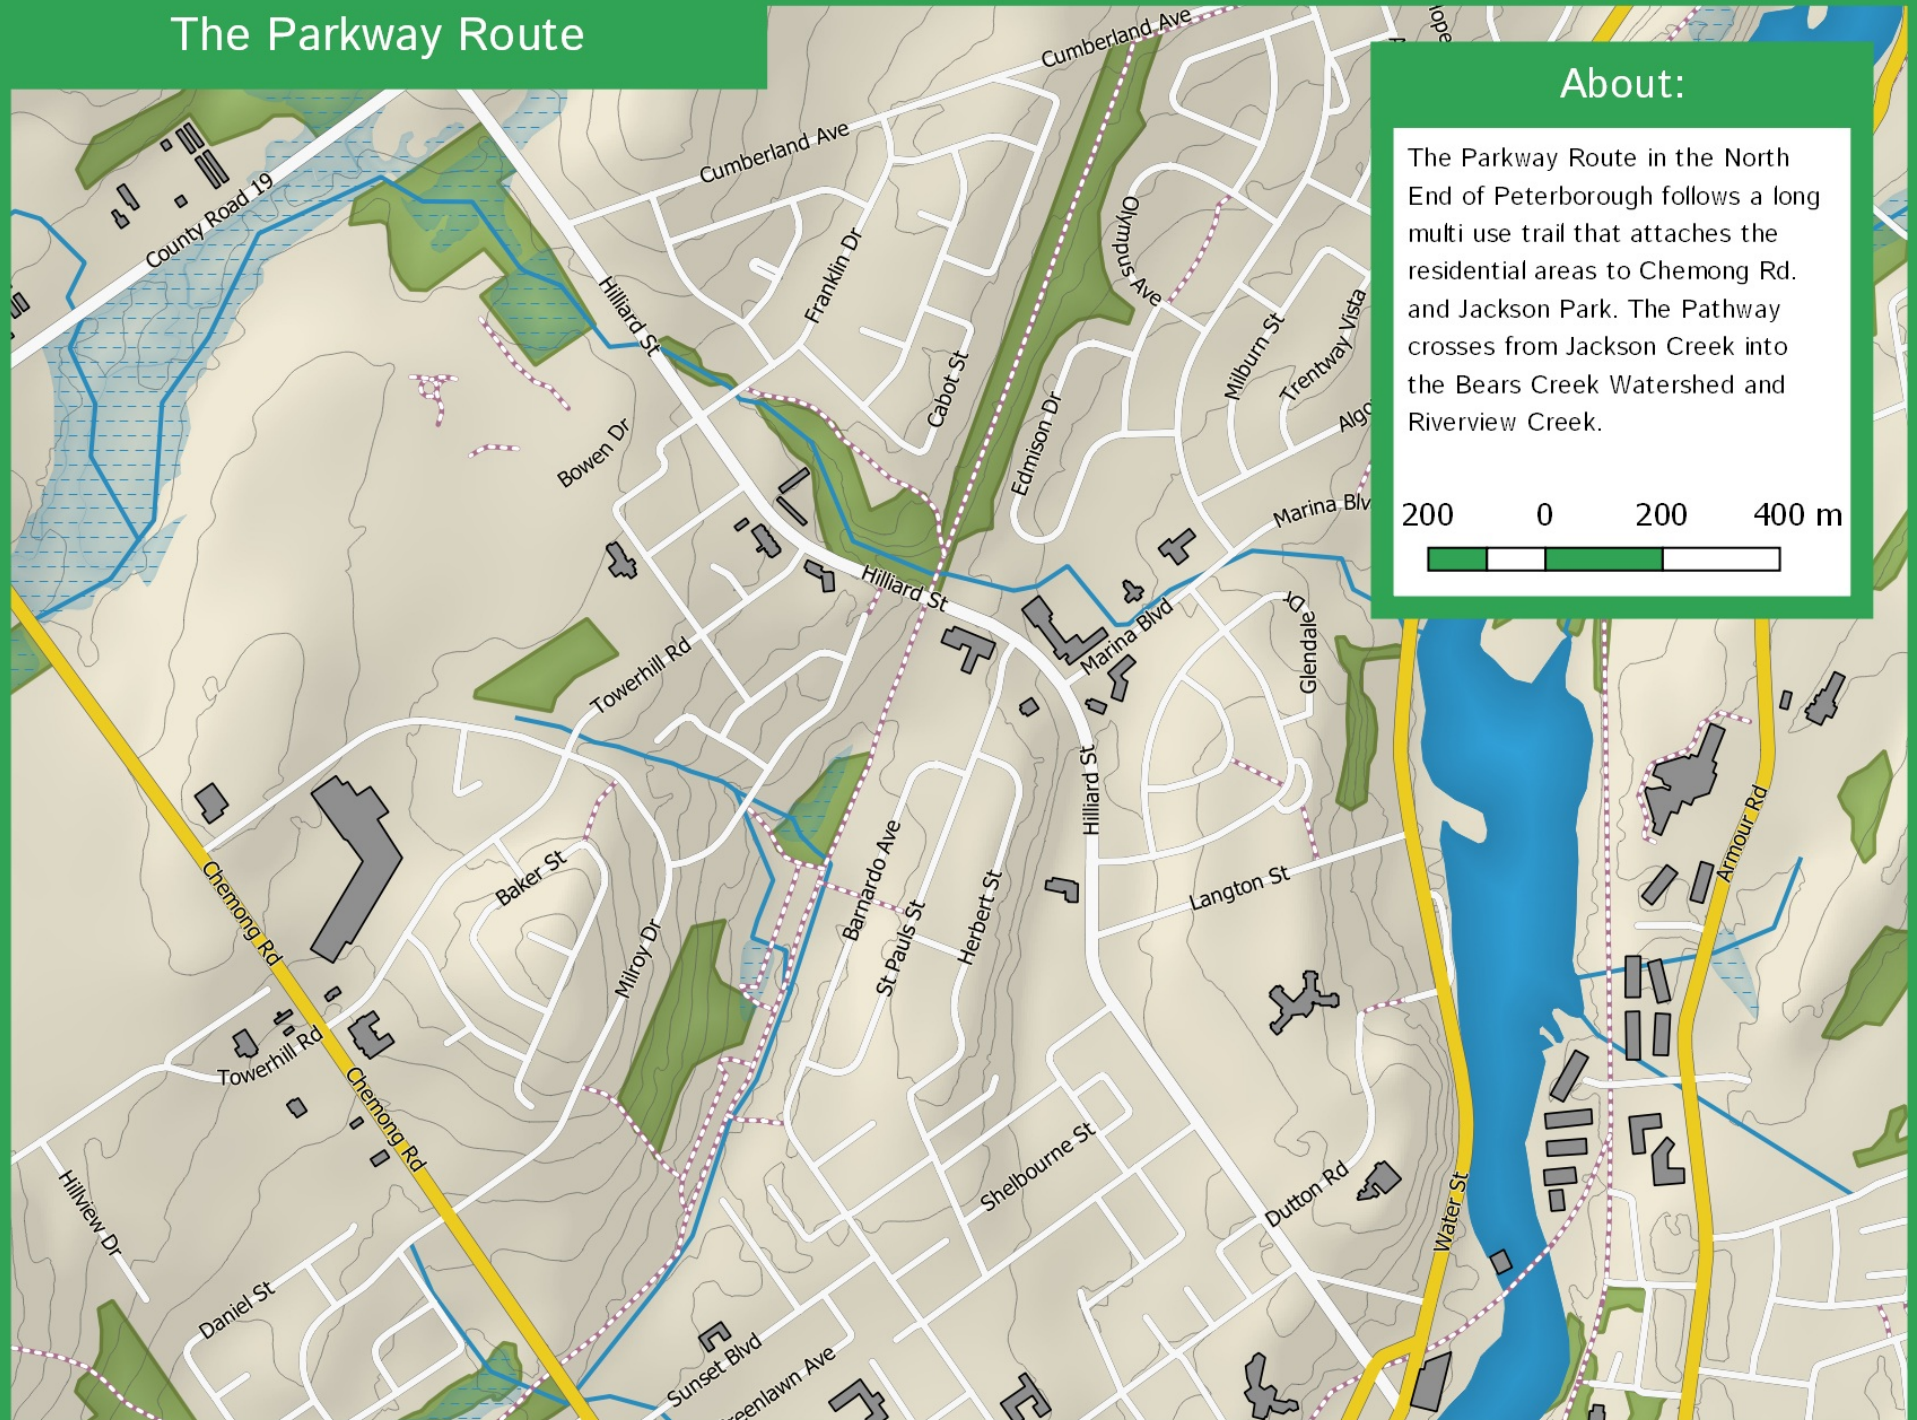 The Parkway Route
About:
The Parkway Route in the North
End of Peterborough follows a long
multi use trail that attaches the
residential areas to Chemong Rd.
and Jackson Park. The Pathway
crosses from Jackson Creek into
the Bears Creek Watershed and
Riverview Creek.
200 0 200 400 m
Cumberland Ave
Cumberland Ave
County Road 19
Hilliard St
Franklin Dr
Olympus Ave
Cabot St
Milburn St
Trentway Vista
Edmison Dr
Bowen Dr
Marina Blv
Hilliard St
Marina Blvd
Glendale Dr
Towerhill Rd
Hilliard St
Armour Rd
Baker St
Barnardo Ave
Langton St
Chemong Rd
Herbert St
St Pauls St
Milroy Dr
Towerhill Rd
Chemong Rd
Shelbourne St
Dutton Rd
Water St
Hillview Dr
Daniel St
Sunset Blvd
reenlawn Ave